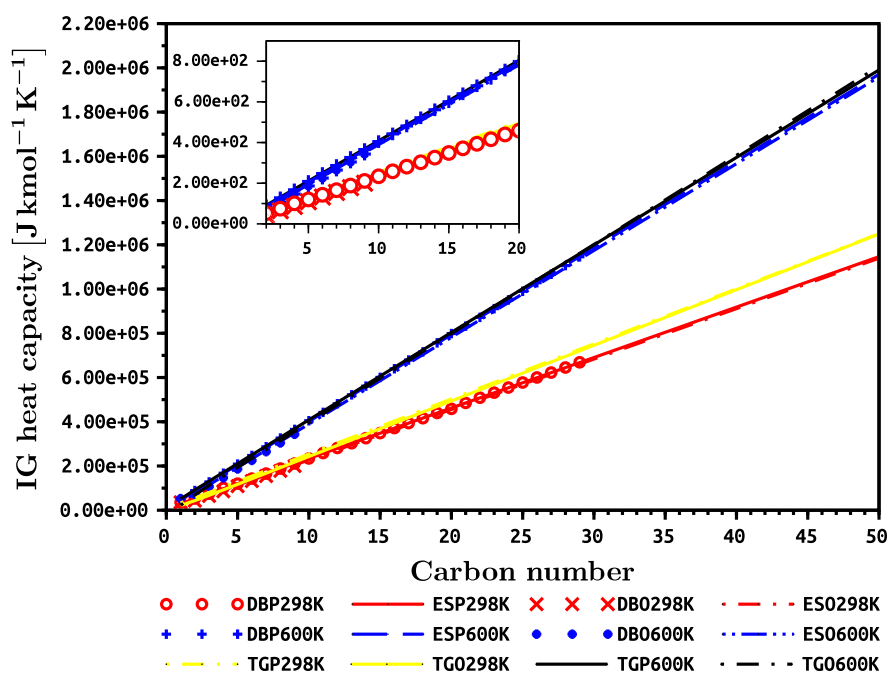 2.20e+06
2.00e+06
1.80e+06
1.60e+06
1.40e+06
1.20e+06
1.00e+06
8.00e+05
6.00e+05
4.00e+05
2.00e+05
0.00e+00
IG heat capacity [J kmol⁻¹ K⁻¹]
8.00e+02
6.00e+02
4.00e+02
2.00e+02
0.00e+00
5 10 15 20
0 5 10 15 20 25 30 35 40 45 50
Carbon number
DBP298K ESP298K DBO298K ESO298K
DBP600K ESP600K DBO600K ESO600K
TGP298K TGO298K TGP600K TGO600K